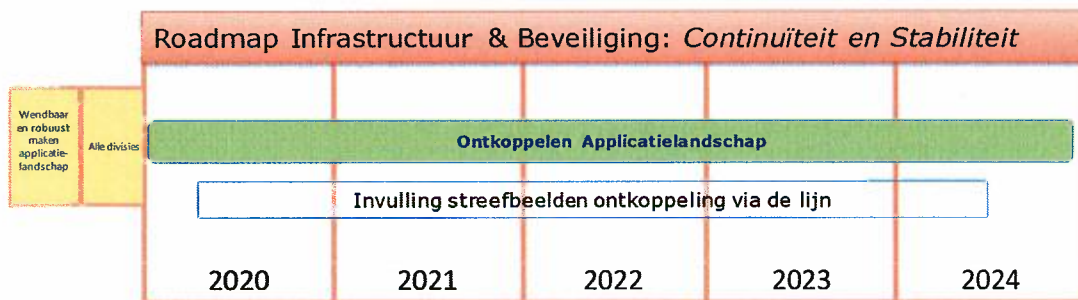 Roadmap Infrastructuur & Beveiliging: Continuïteit en Stabiliteit
Wendbaar
en robuust
maken
applicatie-
landschap
Alle divisies
Ontkoppelen Applicatielandschap
Invulling streefbeelden ontkoppeling via de lijn
2020
2021
2022
2023
2024